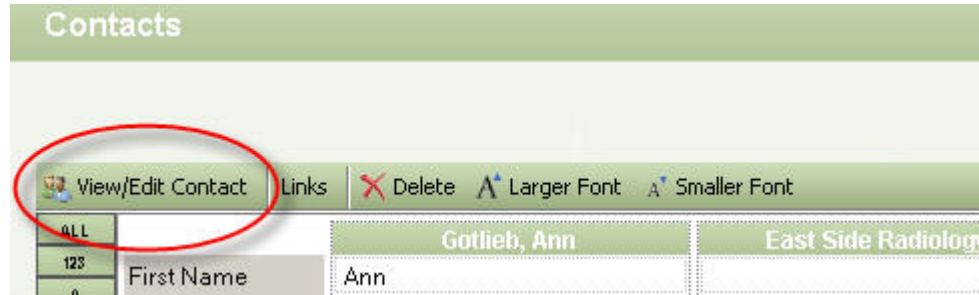 Contacts
View/Edit Contact Links Delete Larger Font Smaller Font
ALL Gotlieb, Ann East Side Radiology
123 First Name Ann